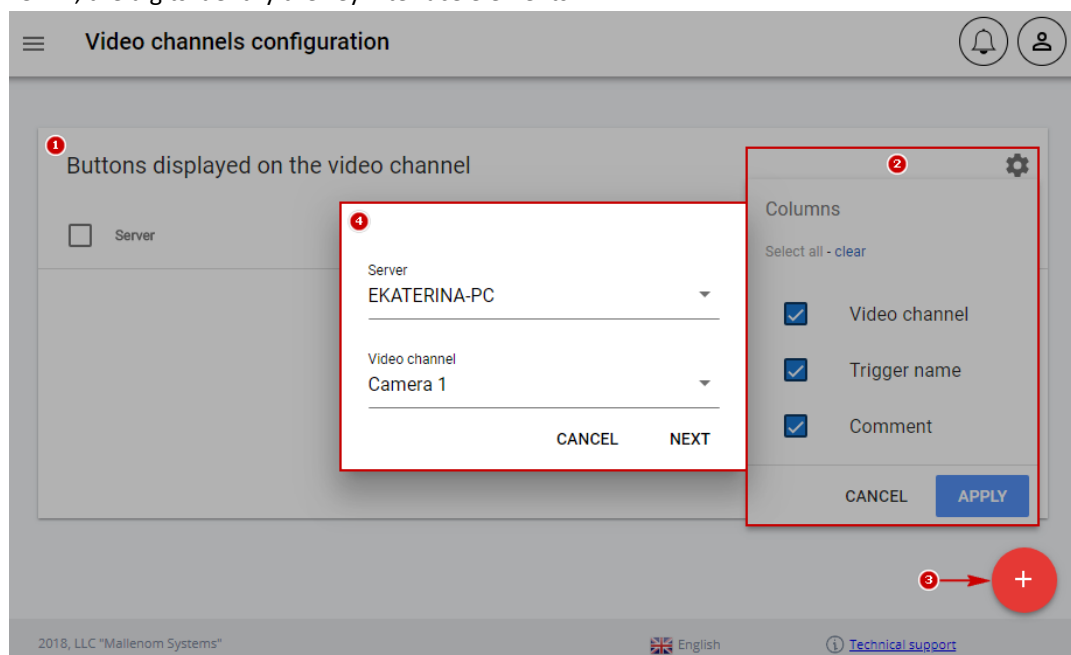 Video channels configuration
1
Buttons displayed on the video channel
2
Server
4
Server
EKATERINA-PC
Video channel
Camera 1
CANCEL NEXT
Columns
Select all - clear
Video channel
Trigger name
Comment
CANCEL APPLY
3
+
2018, LLC "Mallenom Systems"
English
Technical support